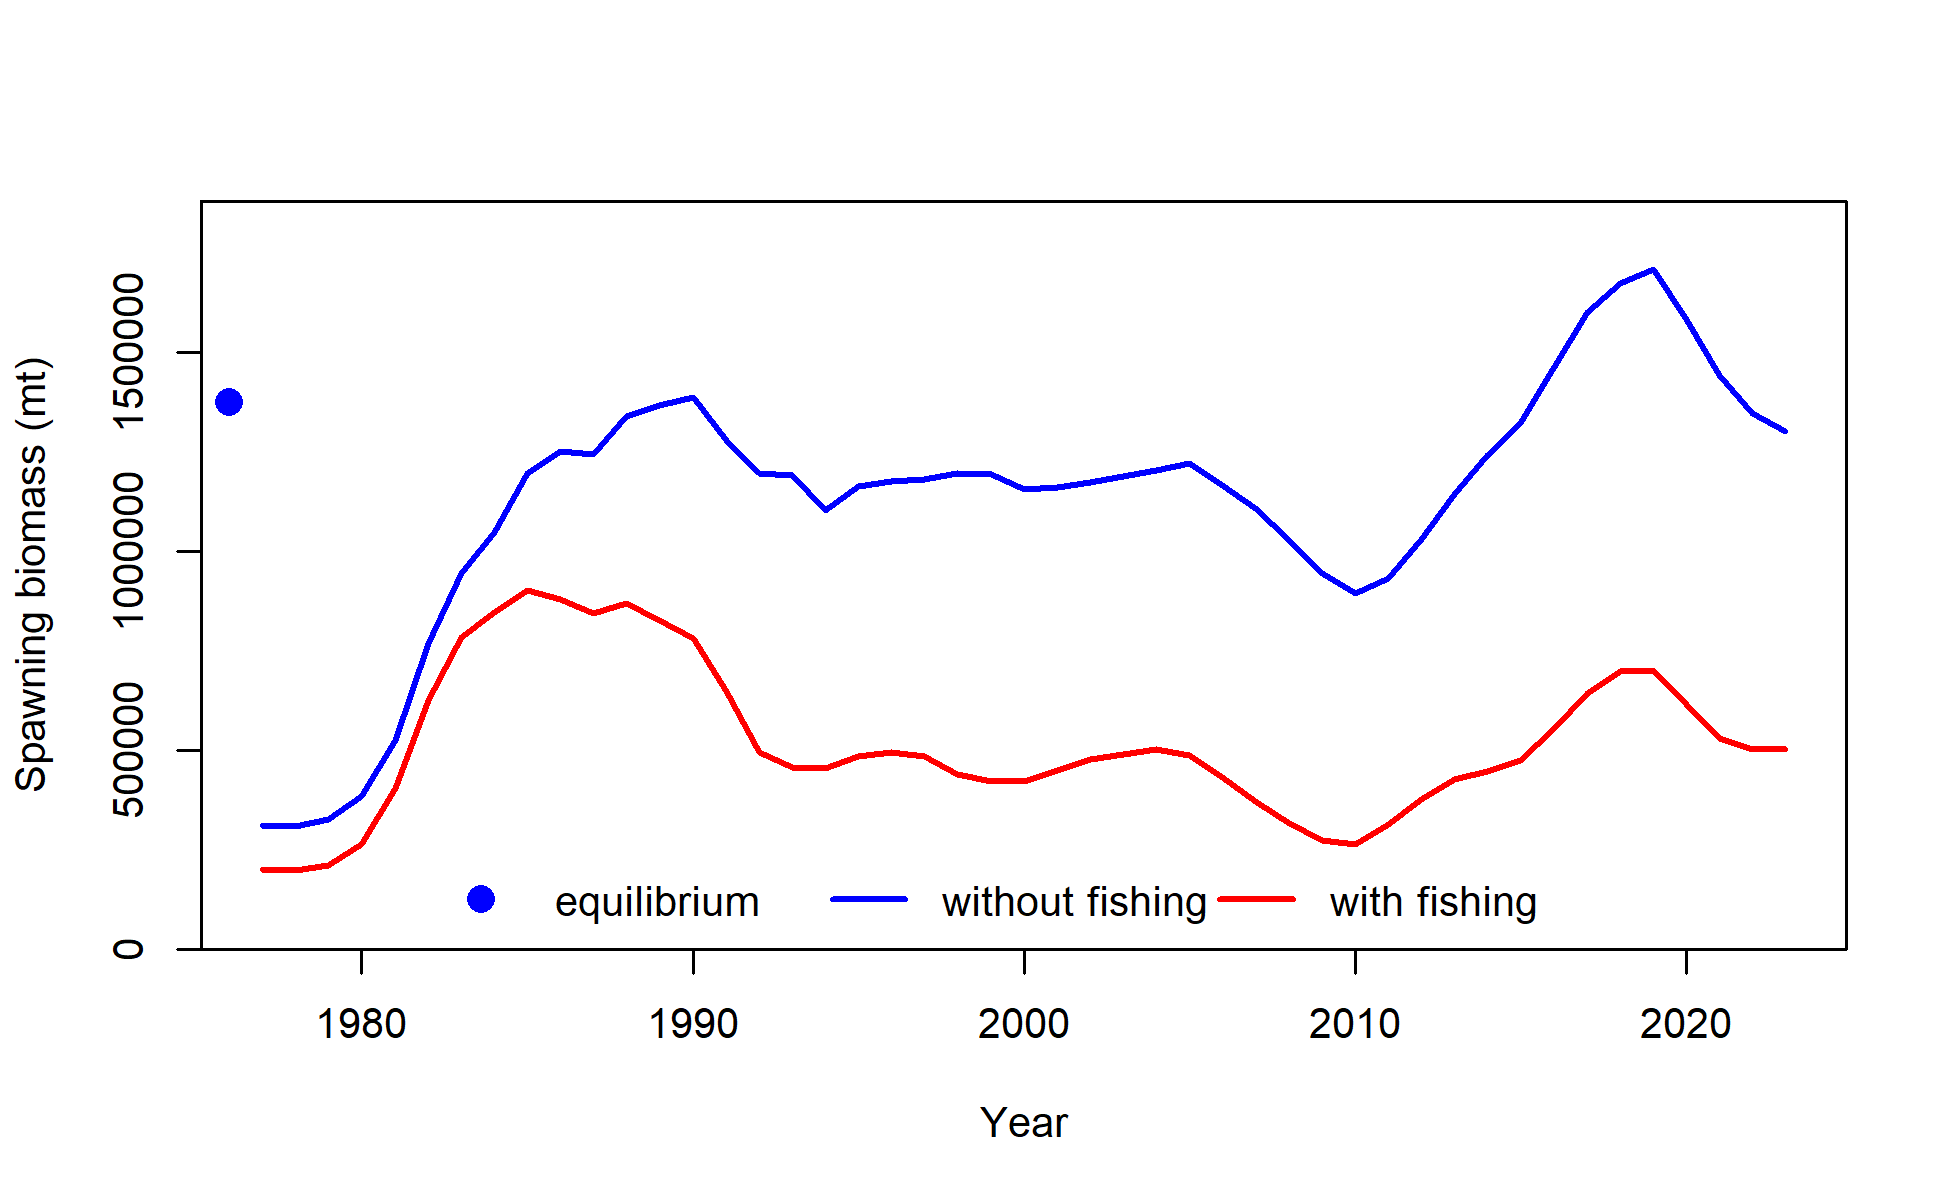 Spawning biomass (mt)
1500000
1000000
500000
0
equilibrium without fishing with fishing
1980 1990 2000 2010 2020
Year